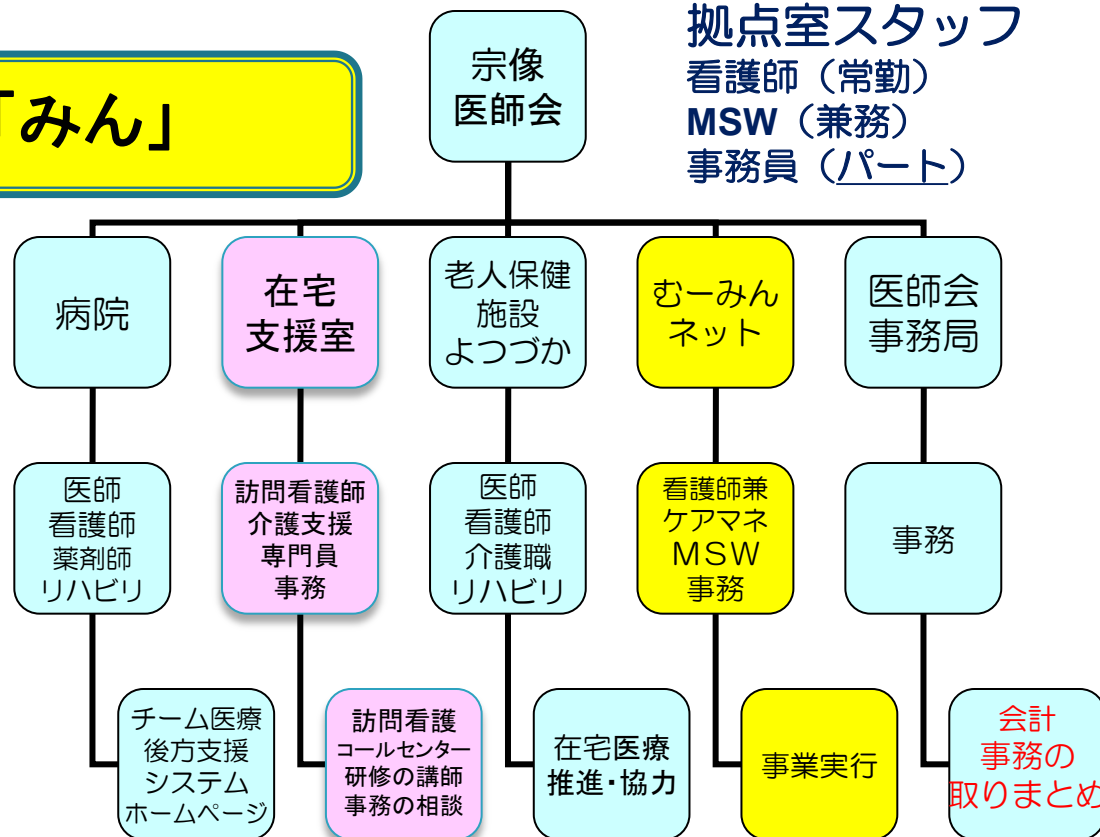 「みん」
宗像
医師会
拠点室スタッフ
看護師（常勤）
MSW（兼務）
事務員（パート）
病院
在宅
支援室
老人保健
施設
よつづか
むーみん
ネット
医師会
事務局
医師
看護師
薬剤師
リハビリ
訪問看護師
介護支援
専門員
事務
医師
看護師
介護職
リハビリ
看護師兼
ケアマネ
ＭＳＷ
事務
事務
チーム医療
後方支援
システム
ホームページ
訪問看護
コールセンター
研修の講師
事務の相談
在宅医療
推進・協力
事業実行
会計
事務の
取りまとめ